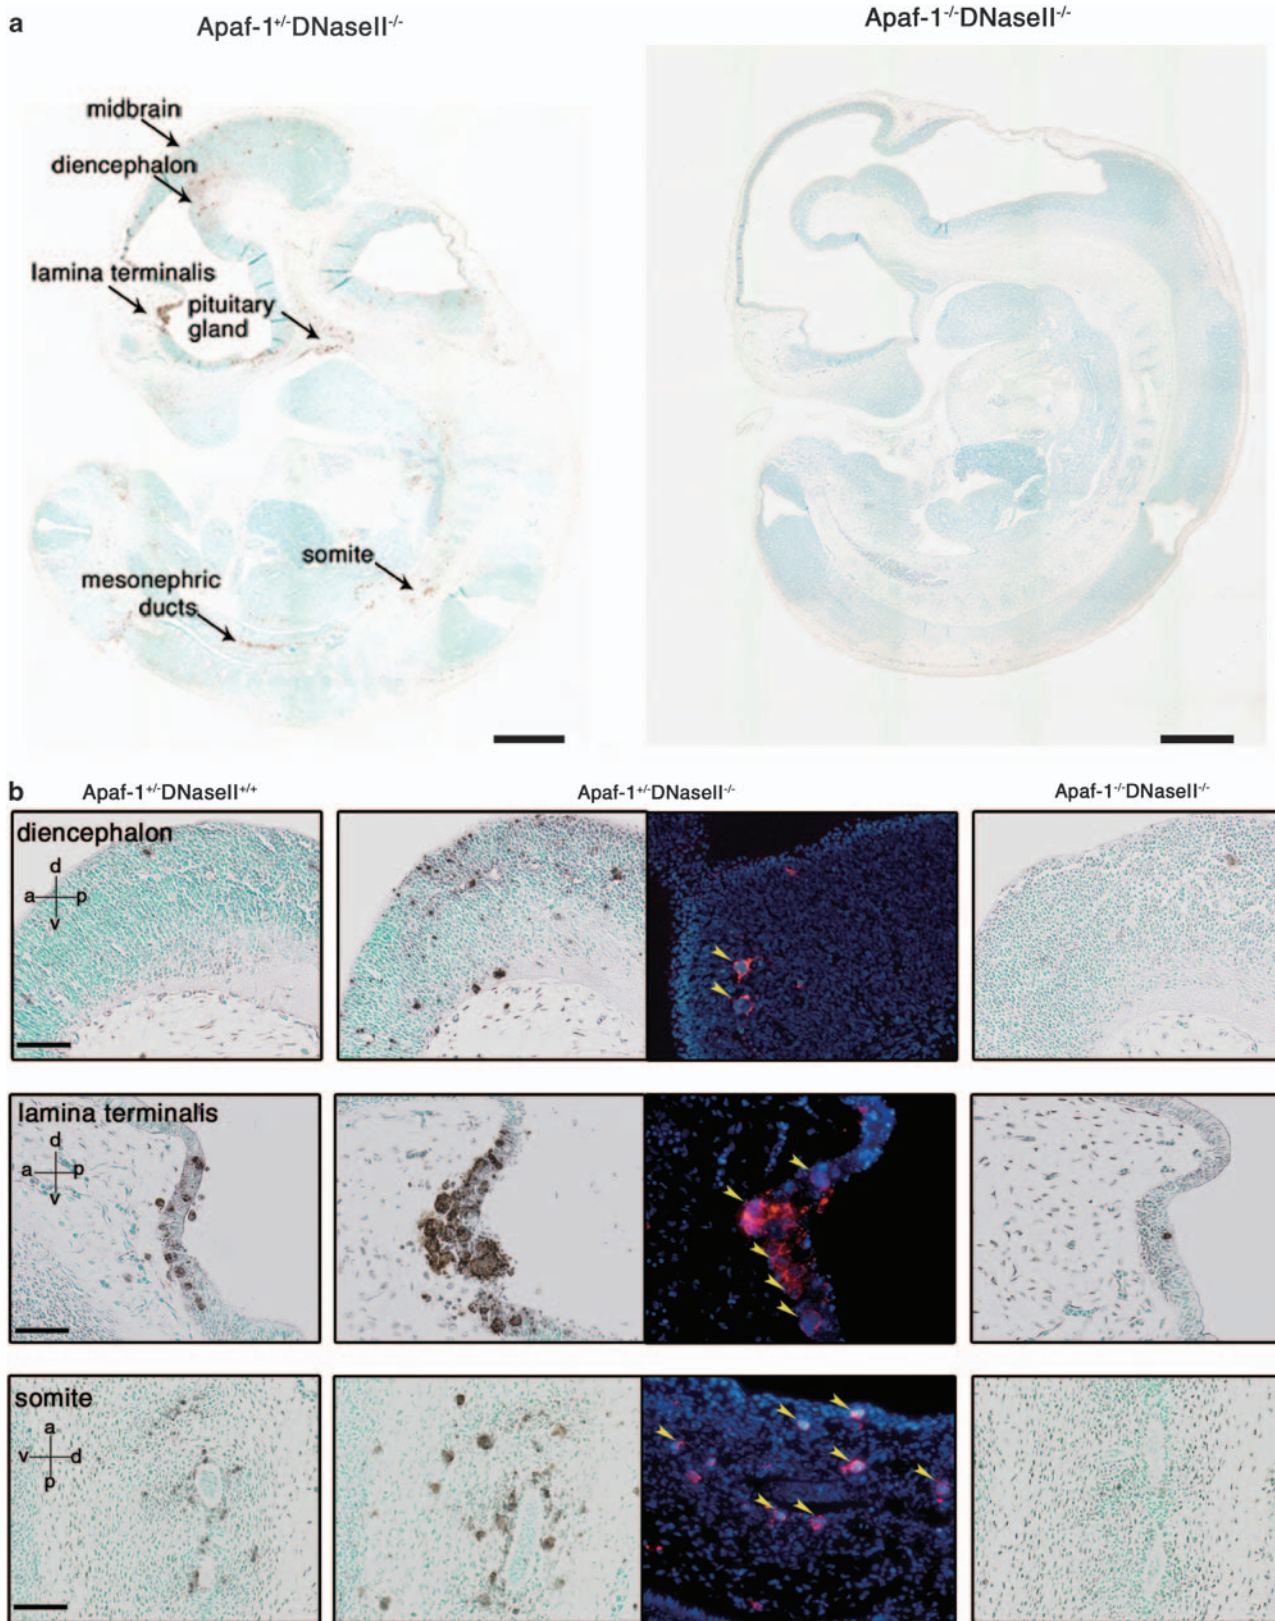 a
Apaf-1+/-DNaseII-/-
Apaf-1-/-DNaseII-/-
midbrain
diencephalon
lamina terminalis
pituitary
gland
somite
mesonephric
ducts
b
Apaf-1+/-DNaseII+/+
Apaf-1+/-DNaseII-/-
Apaf-1-/-DNaseII-/-
diencephalon
d
a p
v
lamina terminalis
d
a p
v
somite
a
v d
p